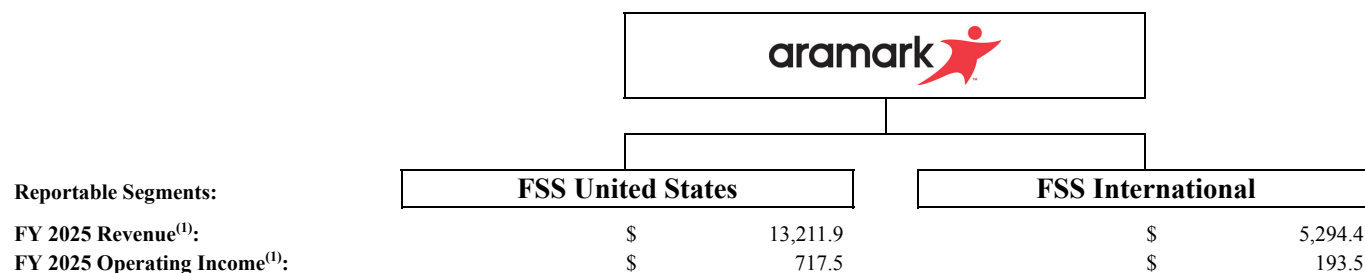 aramark
™
FSS United States FSS International
Reportable Segments:
FY 2025 Revenue(1): $ 13,211.9 $ 5,294.4
FY 2025 Operating Income(1): $ 717.5 $ 193.5